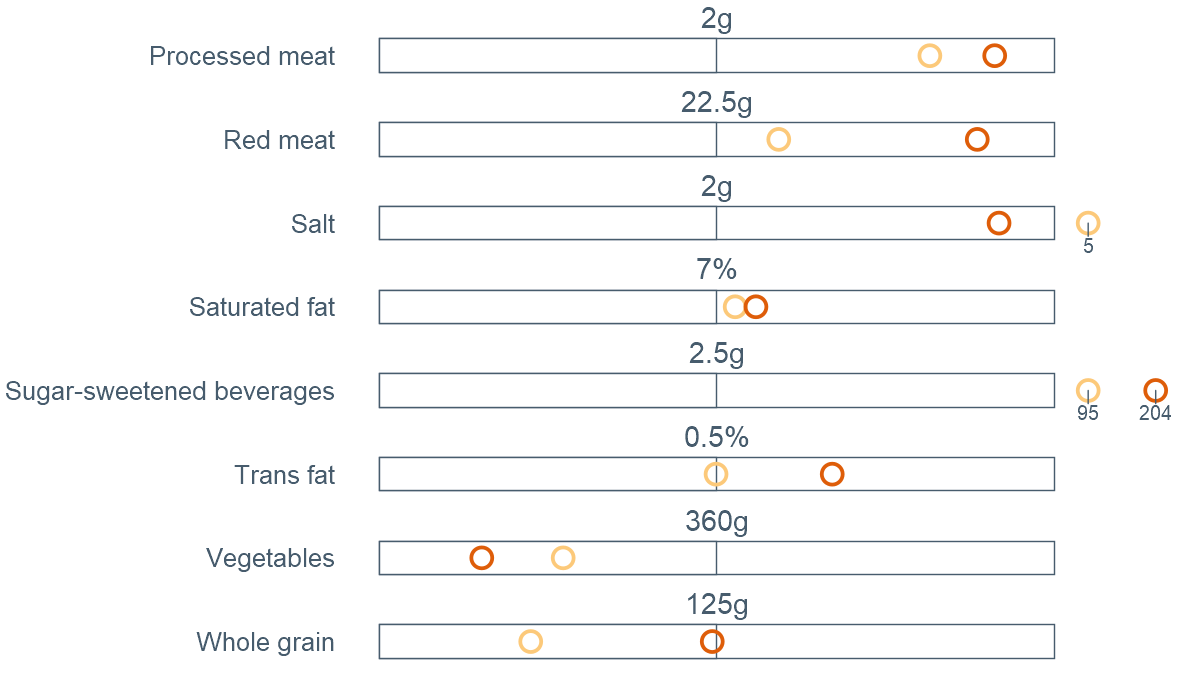 2g
Processed meat
22.5g
Red meat
2g
Salt
5
7%
Saturated fat
2.5g
Sugar-sweetened beverages
95
204
0.5%
Trans fat
360g
Vegetables
125g
Whole grain